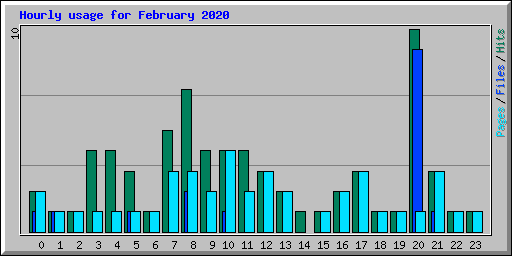 Hourly usage for February 2020
10
Pages/Files/Hits
0 1 2 3 4 5 6 7 8 9 10 11 12 13 14 15 16 17 18 19 20 21 22 23